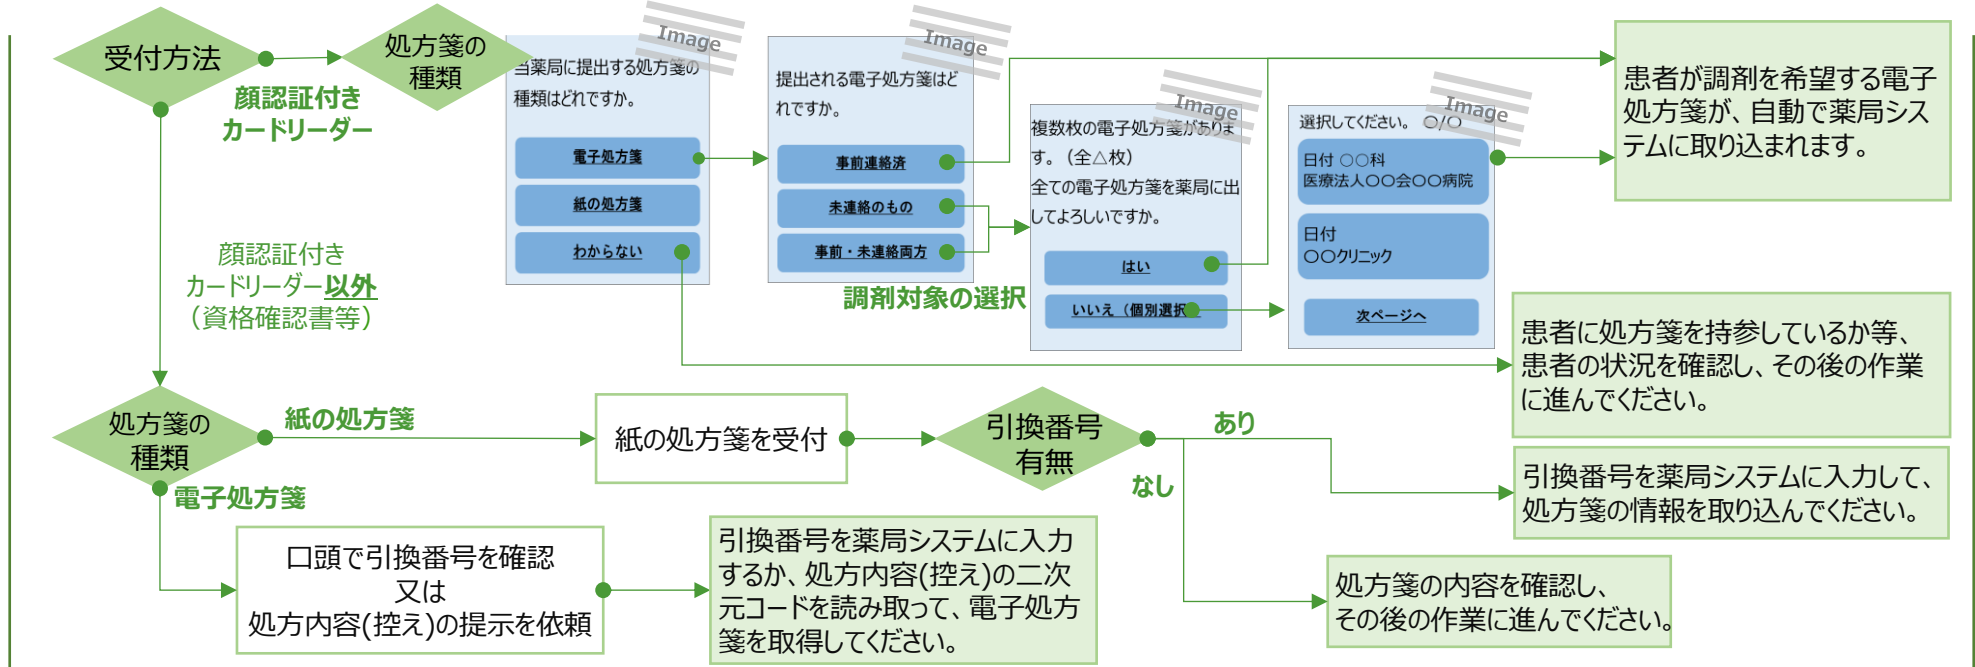 受付方法
顔認証付き
カードリーダー
処方箋の
種類
Image
当薬局に提出する処方箋の
種類はどれですか。
電子処方箋
紙の処方箋
わからない
Image
提出される電子処方箋はど
れですか。
事前連絡済
未連絡のもの
事前・未連絡両方
調剤対象の選択
Image
複数枚の電子処方箋がありま
す。（全△枚）
全ての電子処方箋を薬局に出
してよろしいですか。
はい
いいえ（個別選択）
Image
選択してください。 〇/〇
日付 〇〇科
医療法人〇〇会〇〇病院
日付
〇〇クリニック
次ページへ
患者が調剤を希望する電子
処方箋が、自動で薬局シス
テムに取り込まれます。
患者に処方箋を持参しているか等、
患者の状況を確認し、その後の作業
に進んでください。
顔認証付き
カードリーダー以外
（資格確認書等）
処方箋の
種類
紙の処方箋
紙の処方箋を受付
引換番号
有無
あり
引換番号を薬局システムに入力して、
処方箋の情報を取り込んでください。
なし
処方箋の内容を確認し、
その後の作業に進んでください。
電子処方箋
口頭で引換番号を確認
又は
処方内容(控え)の提示を依頼
引換番号を薬局システムに入力
するか、処方内容(控え)の二次
元コードを読み取って、電子処方
箋を取得してください。